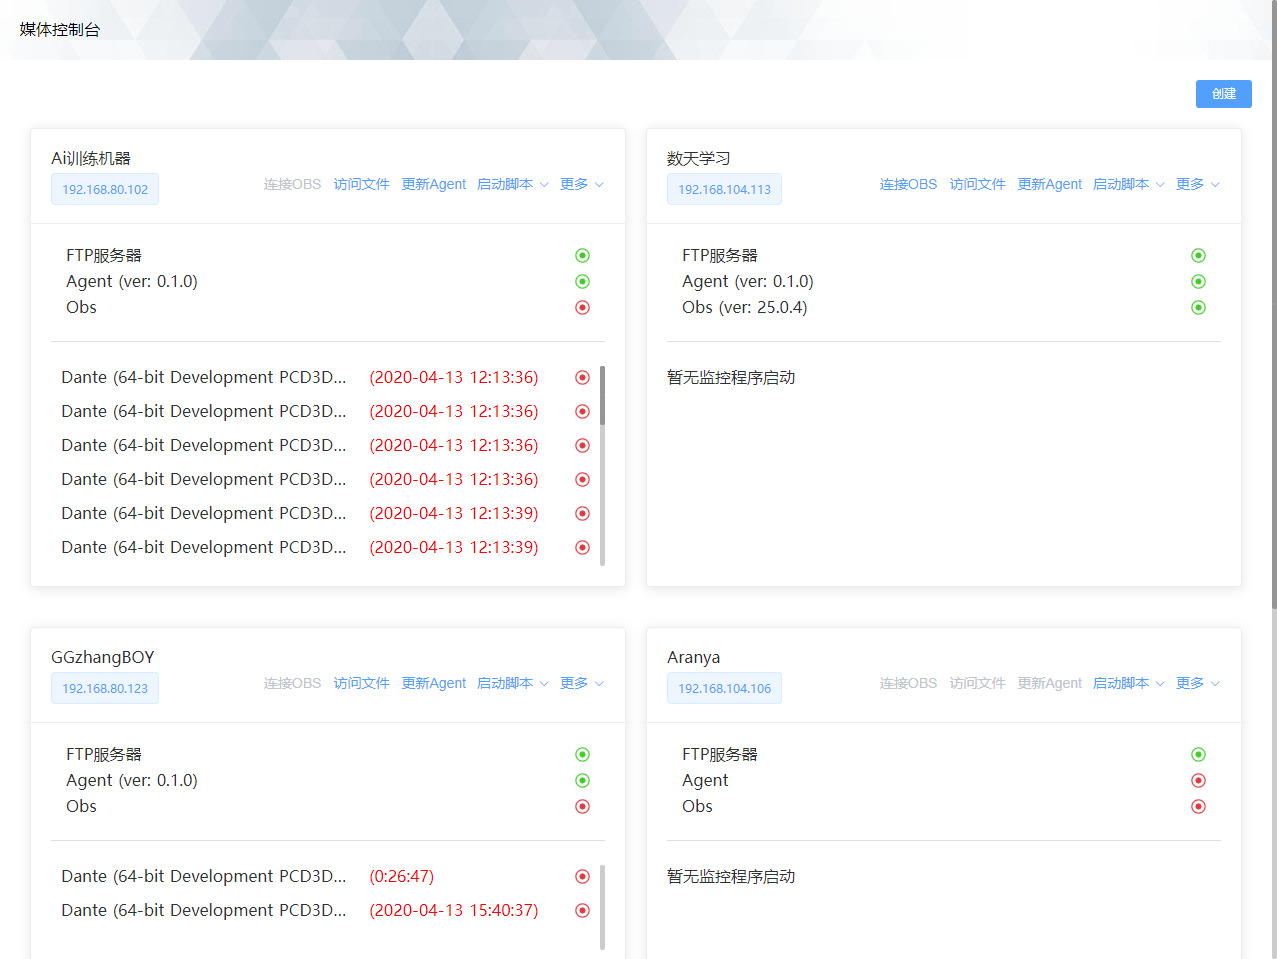 媒体控制台
创建
Ai训练机器
192.168.80.102
连接OBS 访问文件 更新Agent 启动脚本 更多
FTP服务器
Agent (ver: 0.1.0)
Obs
Dante (64-bit Development PCD3D... (2020-04-13 12:13:36)
Dante (64-bit Development PCD3D... (2020-04-13 12:13:36)
Dante (64-bit Development PCD3D... (2020-04-13 12:13:36)
Dante (64-bit Development PCD3D... (2020-04-13 12:13:36)
Dante (64-bit Development PCD3D... (2020-04-13 12:13:39)
Dante (64-bit Development PCD3D... (2020-04-13 12:13:39)
数天学习
192.168.104.113
连接OBS 访问文件 更新Agent 启动脚本 更多
FTP服务器
Agent (ver: 0.1.0)
Obs (ver: 25.0.4)
暂无监控程序启动
GGzhangBOY
192.168.80.123
连接OBS 访问文件 更新Agent 启动脚本 更多
FTP服务器
Agent (ver: 0.1.0)
Obs
Dante (64-bit Development PCD3D... (0:26:47)
Dante (64-bit Development PCD3D... (2020-04-13 15:40:37)
Aranya
192.168.104.106
连接OBS 访问文件 更新Agent 启动脚本 更多
FTP服务器
Agent
Obs
暂无监控程序启动